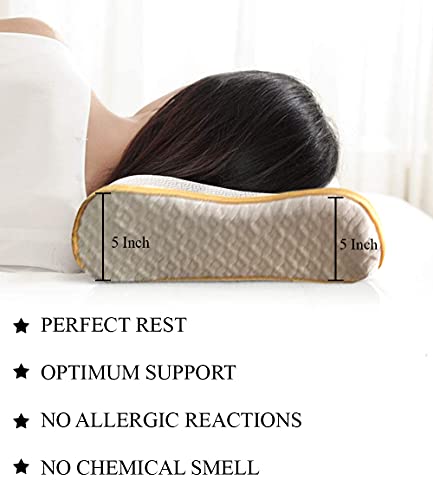 5 Inch
5 Inch
PERFECT REST
OPTIMUM SUPPORT
NO ALLERGIC REACTIONS
NO CHEMICAL SMELL